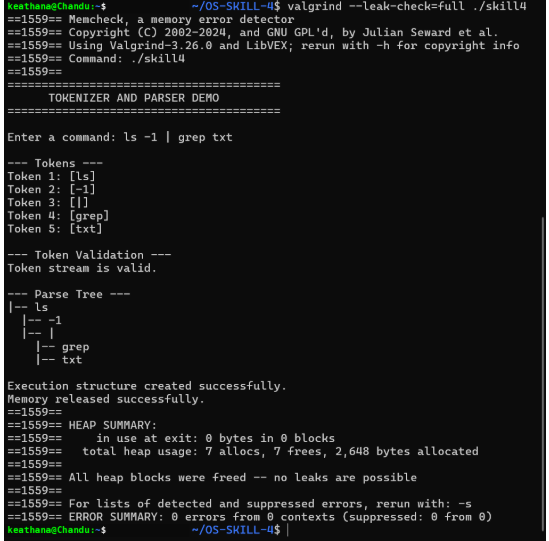 keathana@Chandu:~$ ~/OS-SKILL-4$ valgrind --leak-check=full ./skill4
==1559== Memcheck, a memory error detector
==1559== Copyright (C) 2002-2024, and GNU GPL'd, by Julian Seward et al.
==1559== Using Valgrind-3.26.0 and LibVEX; rerun with -h for copyright info
==1559== Command: ./skill4
==1559==
========================================
TOKENIZER AND PARSER DEMO
========================================
Enter a command: ls -1 | grep txt
--- Tokens ---
Token 1: [ls]
Token 2: [-1]
Token 3: [|]
Token 4: [grep]
Token 5: [txt]
--- Token Validation ---
Token stream is valid.
--- Parse Tree ---
|-- ls
  |-- -1
  |-- |
    |-- grep
    |-- txt
Execution structure created successfully.
Memory released successfully.
==1559==
==1559== HEAP SUMMARY:
==1559==     in use at exit: 0 bytes in 0 blocks
==1559==   total heap usage: 7 allocs, 7 frees, 2,648 bytes allocated
==1559==
==1559== All heap blocks were freed -- no leaks are possible
==1559==
==1559== For lists of detected and suppressed errors, rerun with: -s
==1559== ERROR SUMMARY: 0 errors from 0 contexts (suppressed: 0 from 0)
keathana@Chandu:~$ ~/OS-SKILL-4$